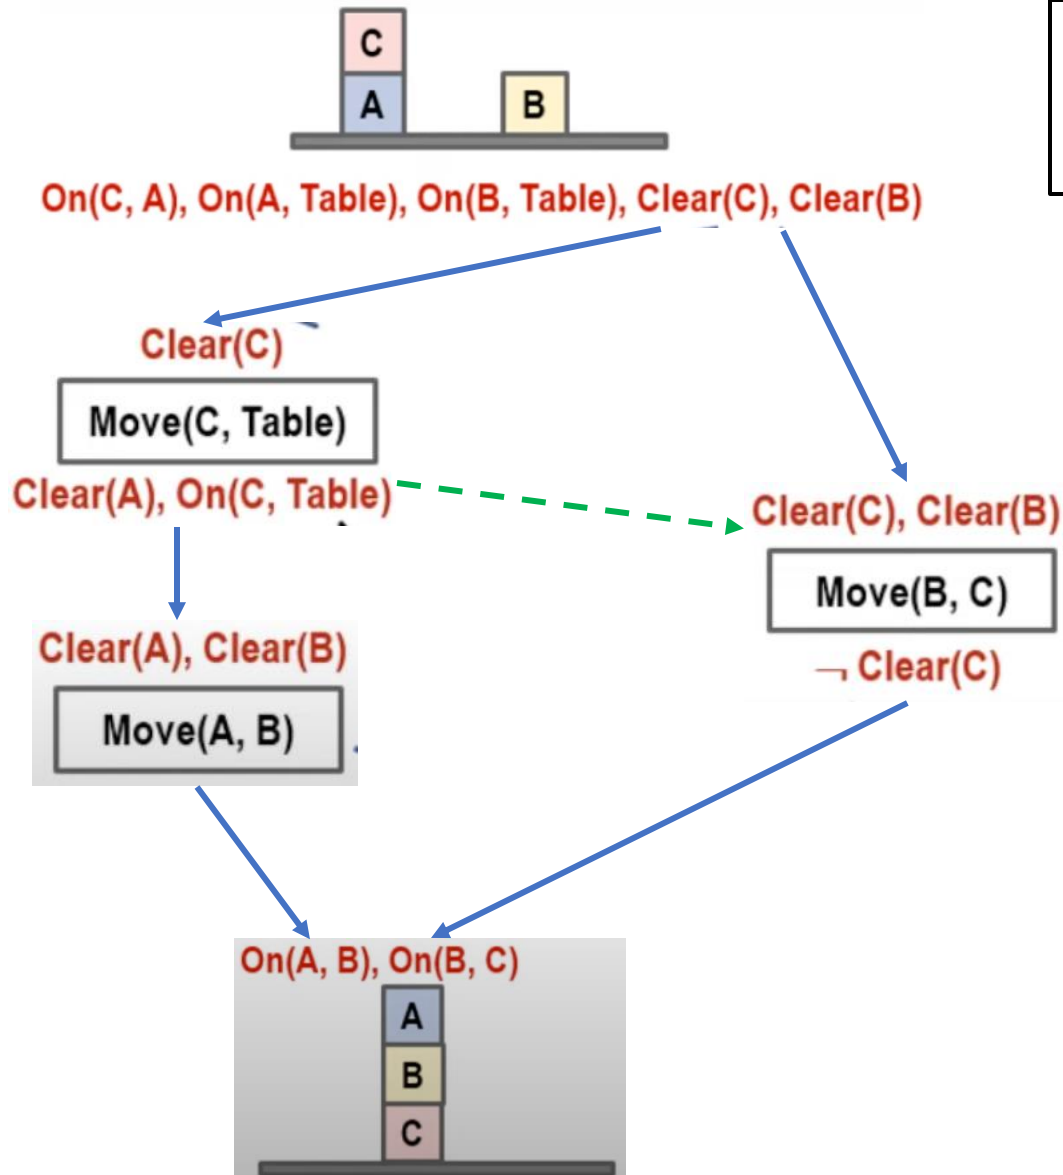 C
A
B
On(C, A), On(A, Table), On(B, Table), Clear(C), Clear(B)
Clear(C)
Move(C, Table)
Clear(A), On(C, Table)
Clear(C), Clear(B)
Move(B, C)
¬ Clear(C)
Clear(A), Clear(B)
Move(A, B)
On(A, B), On(B, C)
A
B
C